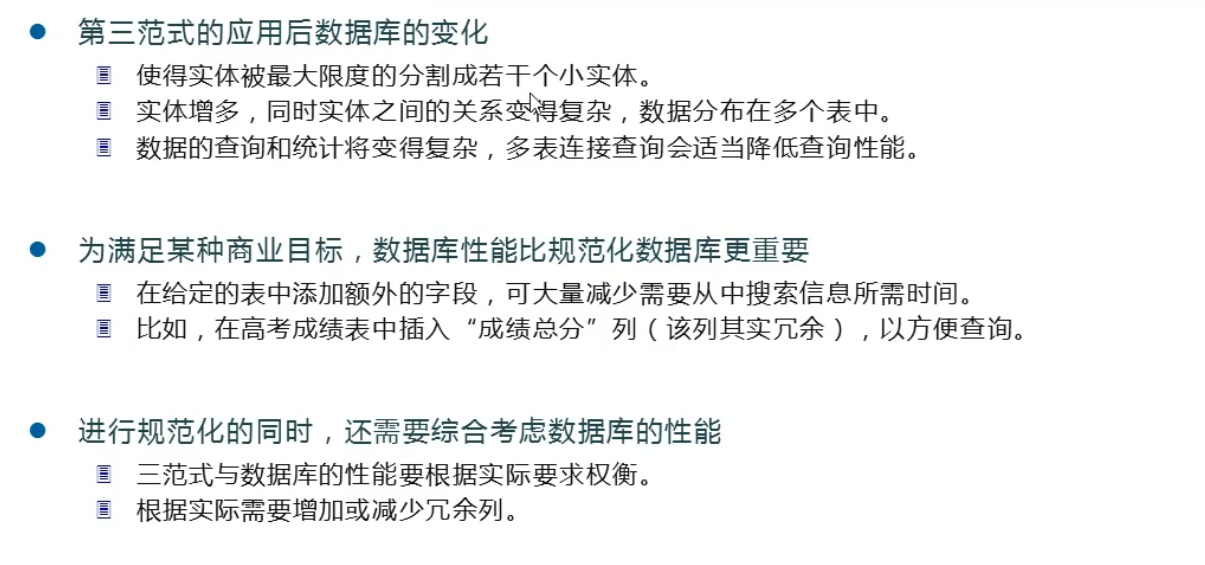 第三范式的应用后数据库的变化
使得实体被最大限度的分割成若干个小实体。
实体增多，同时实体之间的关系变得复杂，数据分布在多个表中。
数据的查询和统计将变得复杂，多表连接查询会适当降低查询性能。
为满足某种商业目标，数据库性能比规范化数据库更重要
在给定的表中添加额外的字段，可大量减少需要从中搜索信息所需时间。
比如，在高考成绩表中插入“成绩总分”列（该列其实冗余），以方便查询。
进行规范化的同时，还需要综合考虑数据库的性能
三范式与数据库的性能要根据实际要求权衡。
根据实际需要增加或减少冗余列。